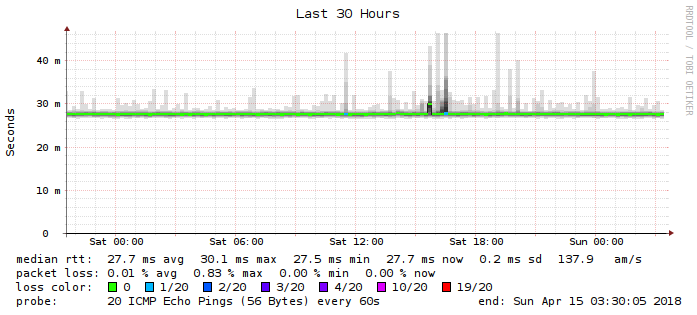 Last 30 Hours
RRDTOOL / TOBI OETIKER
Seconds
40 m
30 m
20 m
10 m
0
Sat 00:00 Sat 06:00 Sat 12:00 Sat 18:00 Sun 00:00
median rtt: 27.7 ms avg 30.1 ms max 27.5 ms min 27.7 ms now 0.2 ms sd 137.9 am/s
packet loss: 0.01 % avg 0.83 % max 0.00 % min 0.00 % now
loss color: 0 1/20 2/20 3/20 4/20 10/20 19/20
probe: 20 ICMP Echo Pings (56 Bytes) every 60s end: Sun Apr 15 03:30:05 2018